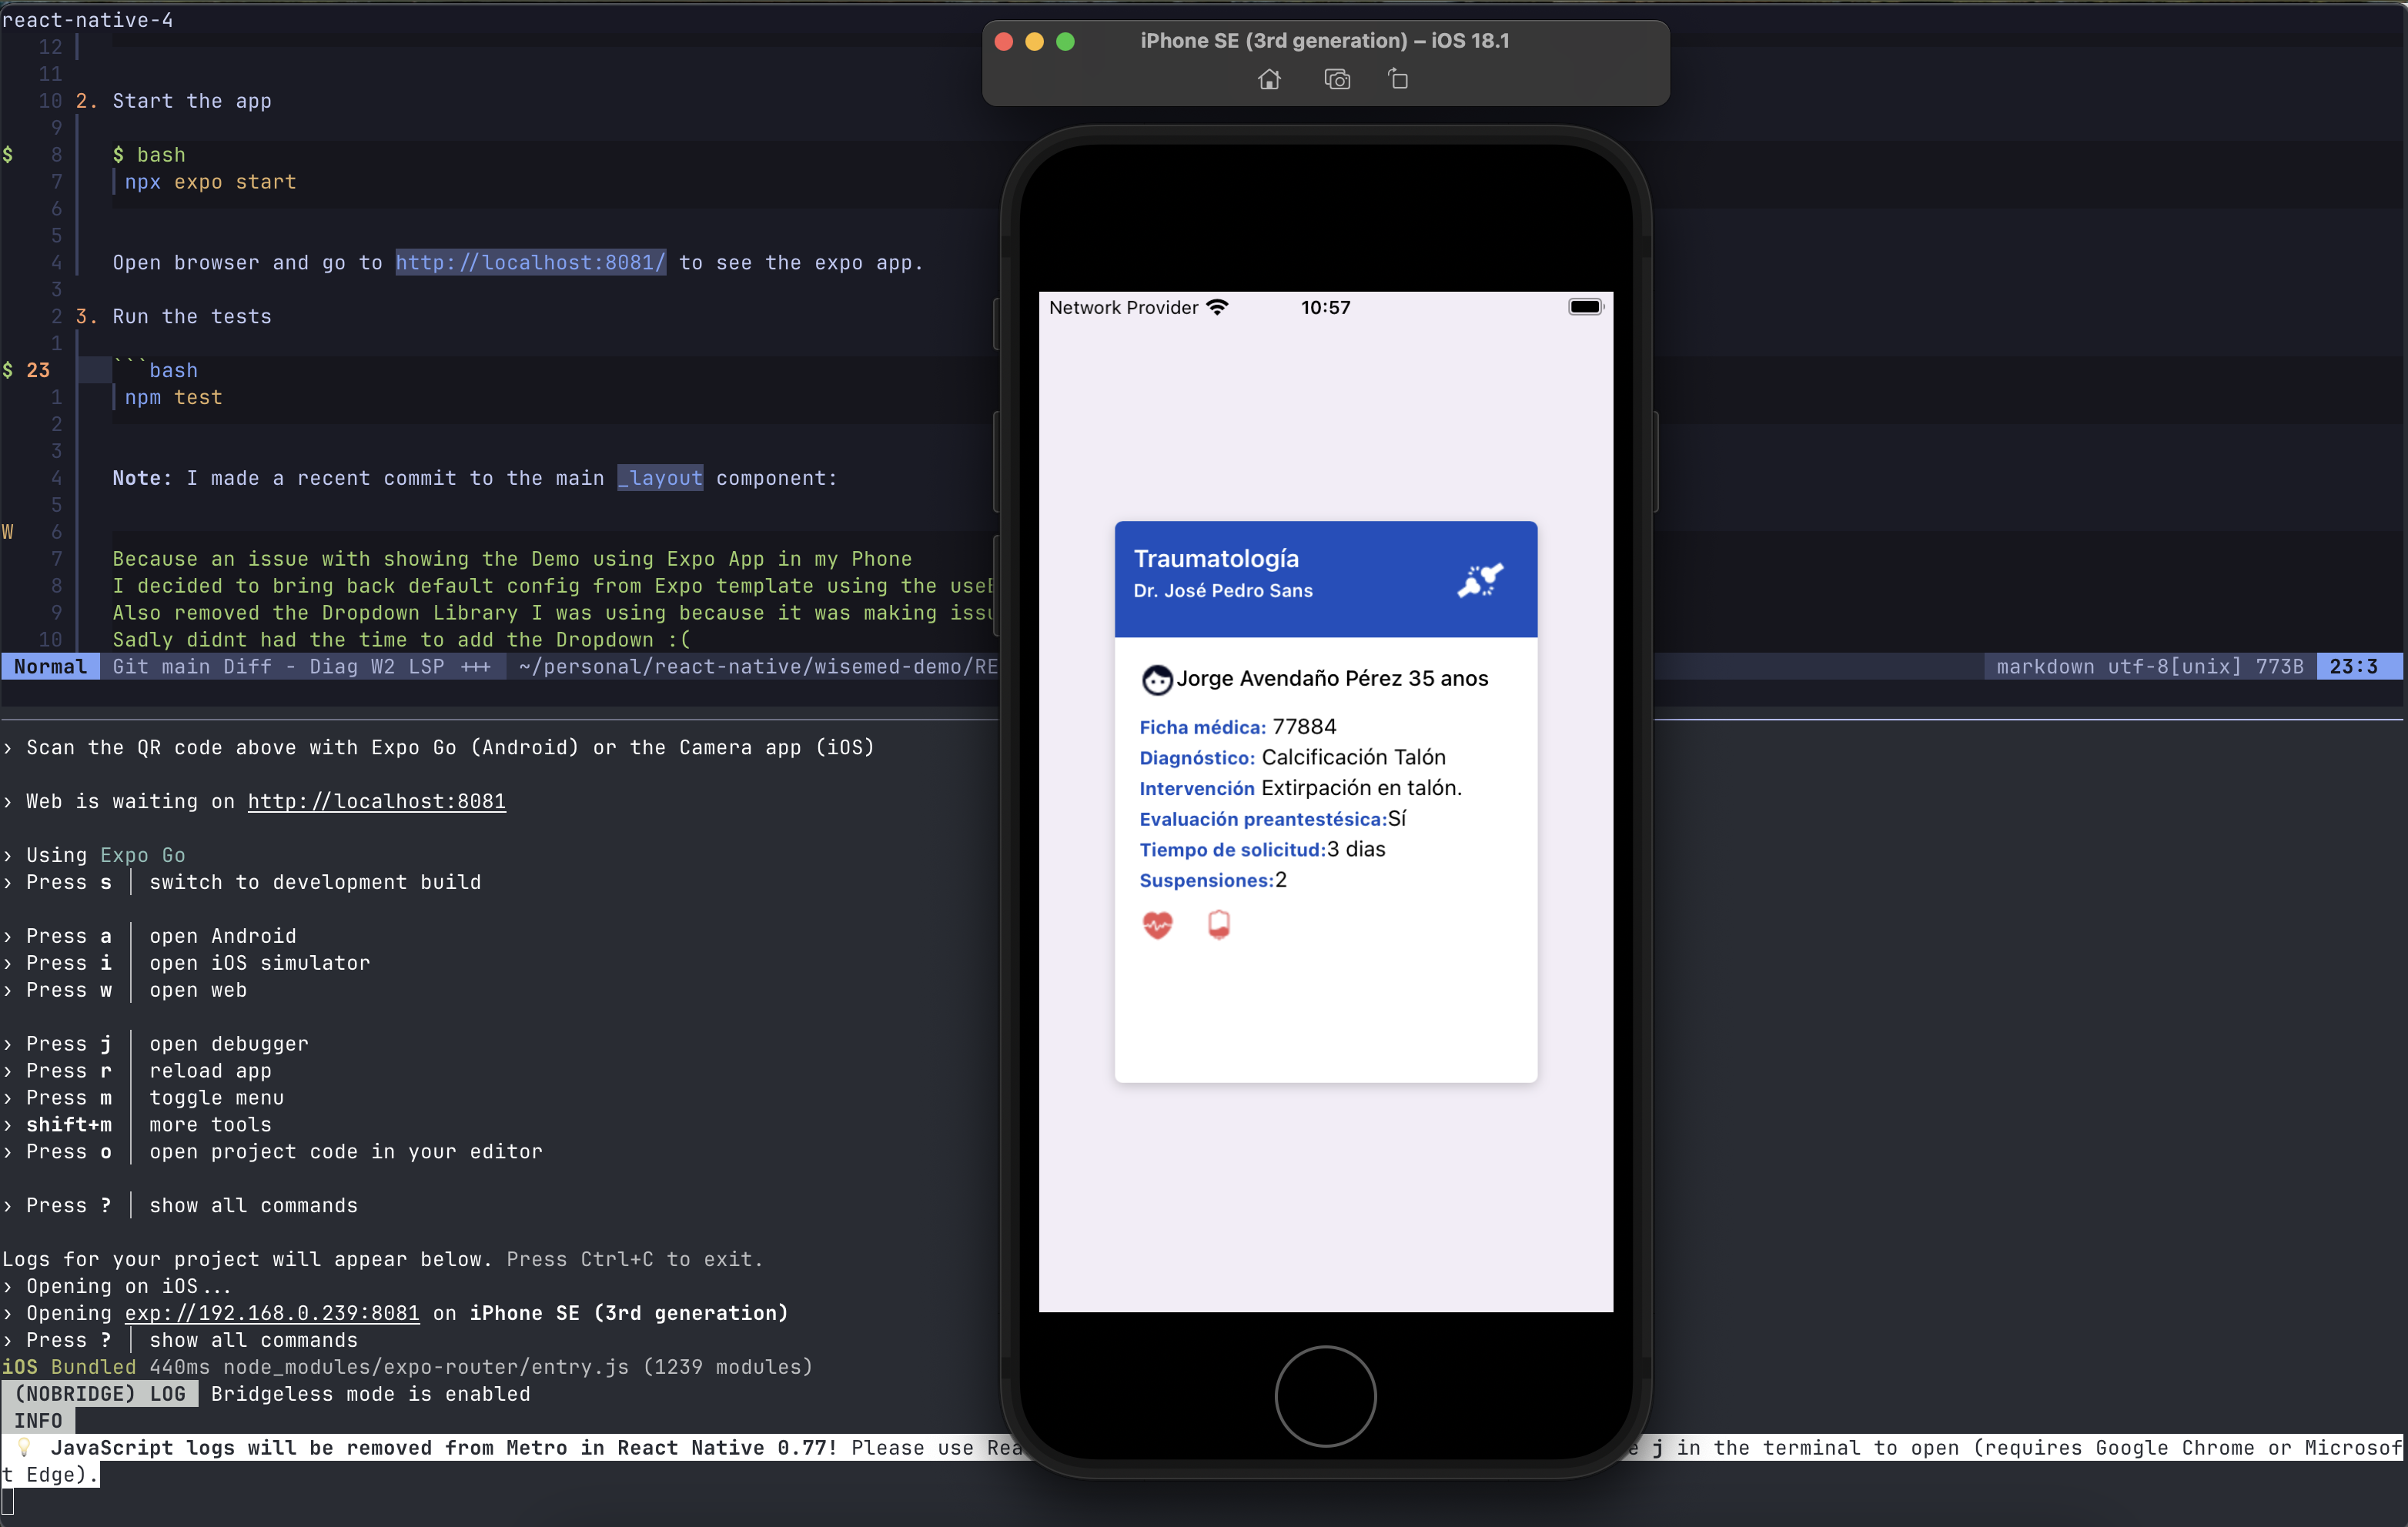 react-native-4
12
11
10 2. Start the app
9
$ 8 $ bash
7 npx expo start
6
5
4 Open browser and go to http://localhost:8081/ to see the expo app.
3
2 3. Run the tests
1
$ 23 ```bash
1 npm test
2
3
4 Note: I made a recent commit to the main _layout component:
5
W 6
7 Because an issue with showing the Demo using Expo App in my Phone
8 I decided to bring back default config from Expo template using the
9 Also removed the Dropdown Library I was using because it was making
10 Sadly didnt had the time to add the Dropdown :(
Normal Git main Diff - Diag W2 LSP +++ ~/personal/react-native/wisemed-demo/RE
markdown utf-8[unix] 773B 23:3
› Scan the QR code above with Expo Go (Android) or the Camera app (iOS)
› Web is waiting on http://localhost:8081
› Using Expo Go
› Press s │ switch to development build
› Press a │ open Android
› Press i │ open iOS simulator
› Press w │ open web
› Press j │ open debugger
› Press r │ reload app
› Press m │ toggle menu
› shift+m │ more tools
› Press o │ open project code in your editor
› Press ? │ show all commands
Logs for your project will appear below. Press Ctrl+C to exit.
› Opening on iOS...
› Opening exp://192.168.0.239:8081 on iPhone SE (3rd generation)
› Press ? │ show all commands
iOS Bundled 440ms node_modules/expo-router/entry.js (1239 modules)
(NOBRIDGE) LOG Bridgeless mode is enabled
INFO
💡 JavaScript logs will be removed from Metro in React Native 0.77! Please use j in the terminal to open (requires Google Chrome or Microsof
t Edge).
iPhone SE (3rd generation) – iOS 18.1
Network Provider 10:57
Traumatología
Dr. José Pedro Sans
Jorge Avendaño Pérez 35 anos
Ficha médica: 77884
Diagnóstico: Calcificación Talón
Intervención Extirpación en talón.
Evaluación preantestésica:Sí
Tiempo de solicitud:3 dias
Suspensiones:2